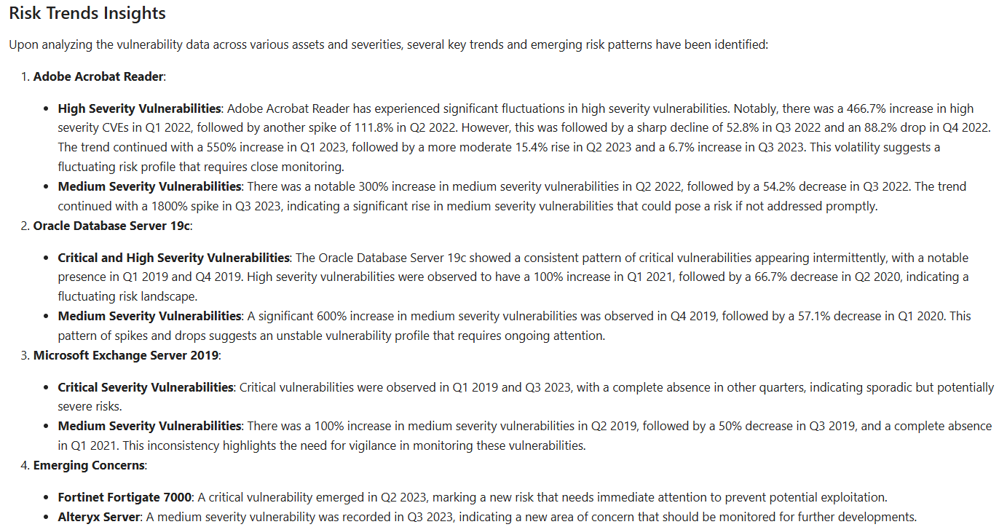 Risk Trends Insights
Upon analyzing the vulnerability data across various assets and severities, several key trends and emerging risk patterns have been identified:
1. Adobe Acrobat Reader:
• High Severity Vulnerabilities: Adobe Acrobat Reader has experienced significant fluctuations in high severity vulnerabilities. Notably, there was a 466.7% increase in high
severity CVEs in Q1 2022, followed by another spike of 111.8% in Q2 2022. However, this was followed by a sharp decline of 52.8% in Q3 2022 and an 88.2% drop in Q4 2022.
The trend continued with a 550% increase in Q1 2023, followed by a more moderate 15.4% rise in Q2 2023 and a 6.7% increase in Q3 2023. This volatility suggests a
fluctuating risk profile that requires close monitoring.
• Medium Severity Vulnerabilities: There was a notable 300% increase in medium severity vulnerabilities in Q2 2022, followed by a 54.2% decrease in Q3 2022. The trend
continued with a 1800% spike in Q3 2023, indicating a significant rise in medium severity vulnerabilities that could pose a risk if not addressed promptly.
2. Oracle Database Server 19c:
• Critical and High Severity Vulnerabilities: The Oracle Database Server 19c showed a consistent pattern of critical vulnerabilities appearing intermittently, with a notable
presence in Q1 2019 and Q4 2019. High severity vulnerabilities were observed to have a 100% increase in Q1 2021, followed by a 66.7% decrease in Q2 2020, indicating a
fluctuating risk landscape.
• Medium Severity Vulnerabilities: A significant 600% increase in medium severity vulnerabilities was observed in Q4 2019, followed by a 57.1% decrease in Q1 2020. This
pattern of spikes and drops suggests an unstable vulnerability profile that requires ongoing attention.
3. Microsoft Exchange Server 2019:
• Critical Severity Vulnerabilities: Critical vulnerabilities were observed in Q1 2019 and Q3 2023, with a complete absence in other quarters, indicating sporadic but potentially
severe risks.
• Medium Severity Vulnerabilities: There was a 100% increase in medium severity vulnerabilities in Q2 2019, followed by a 50% decrease in Q3 2019, and a complete absence
in Q1 2021. This inconsistency highlights the need for vigilance in monitoring these vulnerabilities.
4. Emerging Concerns:
• Fortinet Fortigate 7000: A critical vulnerability emerged in Q2 2023, marking a new risk that needs immediate attention to prevent potential exploitation.
• Alteryx Server: A medium severity vulnerability was recorded in Q3 2023, indicating a new area of concern that should be monitored for further developments.